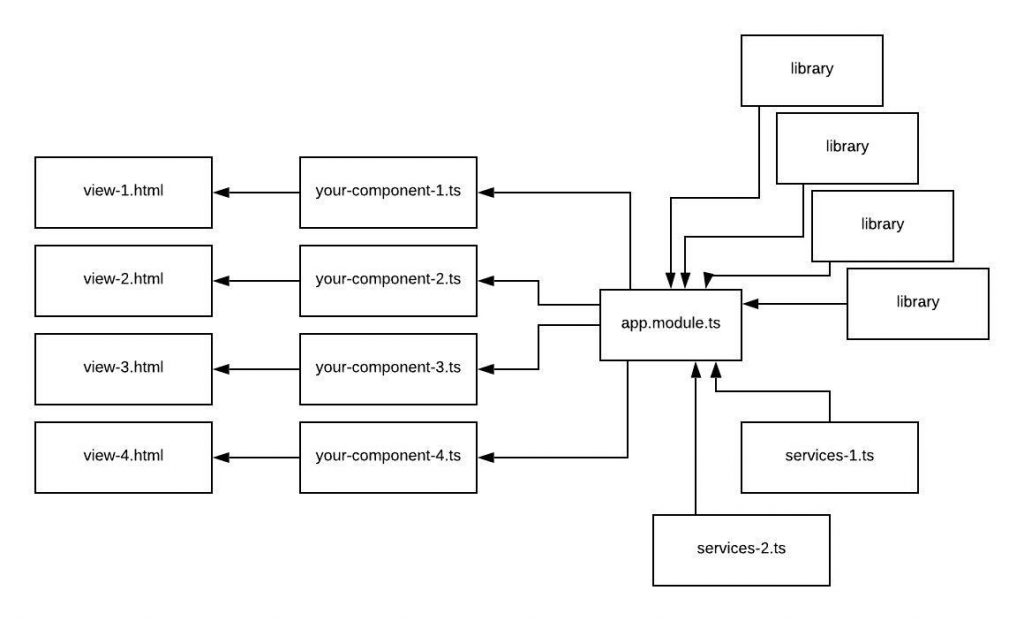 library
library
library
library
view-1.html
your-component-1.ts
view-2.html
your-component-2.ts
app.module.ts
view-3.html
your-component-3.ts
view-4.html
your-component-4.ts
services-1.ts
services-2.ts